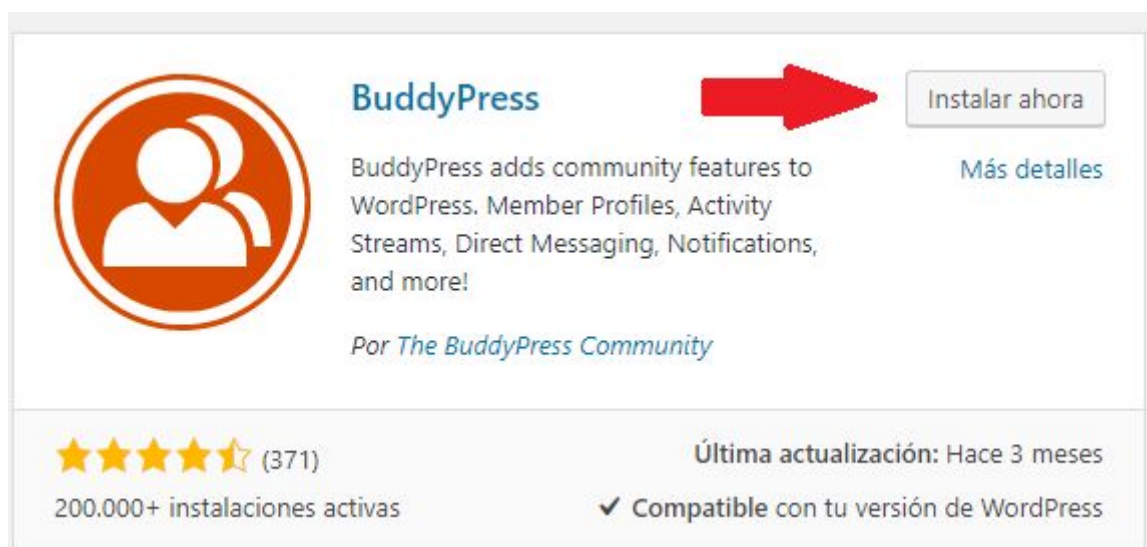 BuddyPress
Instalar ahora
Más detalles
BuddyPress adds community features to
WordPress. Member Profiles, Activity
Streams, Direct Messaging, Notifications,
and more!
Por The BuddyPress Community
(371)
200.000+ instalaciones activas
Última actualización: Hace 3 meses
✔ Compatible con tu versión de WordPress